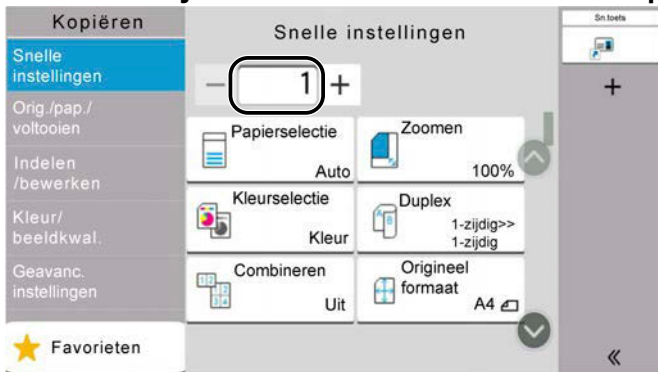 Kopiëren
Snelle
instellingen
Orig./pap./
voltooien
Indelen
/bewerken
Kleur/
beeldkwal.
Geavanc.
instellingen
Favorieten
Snelle instellingen
− 1 +
Papierselectie
Auto
Zoomen
100%
Kleurselectie
Kleur
Duplex
1-zijdig>>
1-zijdig
Combineren
Uit
Origineel
formaat
A4
Sn.toets
+
«